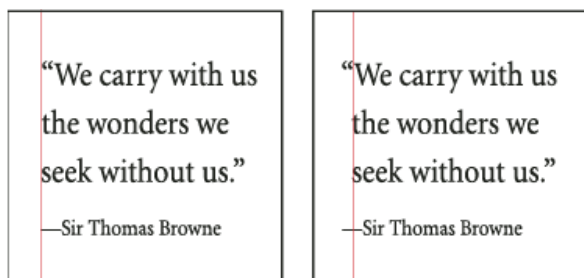 “We carry with us
the wonders we
seek without us.”
—Sir Thomas Browne
“We carry with us
the wonders we
seek without us.”
—Sir Thomas Browne